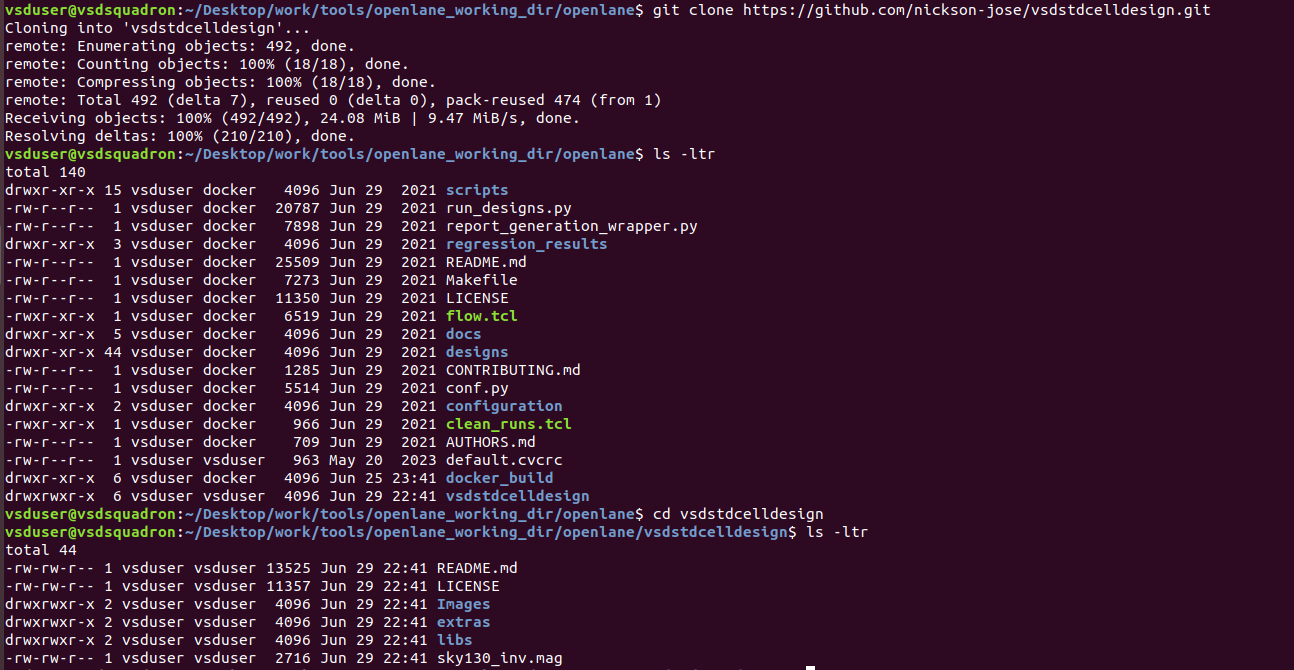 vsduser@vsdsquadron:~/Desktop/work/tools/openlane_working_dir/openlane$ git clone https://github.com/nickson-jose/vsdstdcelldesign.git
Cloning into 'vsdstdcelldesign'...
remote: Enumerating objects: 492, done.
remote: Counting objects: 100% (18/18), done.
remote: Compressing objects: 100% (18/18), done.
remote: Total 492 (delta 7), reused 0 (delta 0), pack-reused 474 (from 1)
Receiving objects: 100% (492/492), 24.08 MiB | 9.47 MiB/s, done.
Resolving deltas: 100% (210/210), done.
vsduser@vsdsquadron:~/Desktop/work/tools/openlane_working_dir/openlane$ ls -ltr
total 140
drwxr-xr-x 15 vsduser docker   4096 Jun 29  2021 scripts
-rw-r--r--  1 vsduser docker  20787 Jun 29  2021 run_designs.py
-rw-r--r--  1 vsduser docker   7898 Jun 29  2021 report_generation_wrapper.py
drwxr-xr-x  3 vsduser docker   4096 Jun 29  2021 regression_results
-rw-r--r--  1 vsduser docker  25509 Jun 29  2021 README.md
-rw-r--r--  1 vsduser docker   7273 Jun 29  2021 Makefile
-rw-r--r--  1 vsduser docker  11350 Jun 29  2021 LICENSE
-rwxr-xr-x  1 vsduser docker   6519 Jun 29  2021 flow.tcl
drwxr-xr-x  5 vsduser docker   4096 Jun 29  2021 docs
drwxr-xr-x 44 vsduser docker   4096 Jun 29  2021 designs
-rw-r--r--  1 vsduser docker   1285 Jun 29  2021 CONTRIBUTING.md
-rw-r--r--  1 vsduser docker   5514 Jun 29  2021 conf.py
drwxr-xr-x  2 vsduser docker   4096 Jun 29  2021 configuration
-rwxr-xr-x  1 vsduser docker    966 Jun 29  2021 clean_runs.tcl
-rw-r--r--  1 vsduser docker    709 Jun 29  2021 AUTHORS.md
-rw-r--r--  1 vsduser vsduser   963 May 20  2023 default.cvcrc
drwxr-xr-x  6 vsduser docker   4096 Jun 25 23:41 docker_build
drwxrwxr-x  6 vsduser vsduser  4096 Jun 29 22:41 vsdstdcelldesign
vsduser@vsdsquadron:~/Desktop/work/tools/openlane_working_dir/openlane$ cd vsdstdcelldesign
vsduser@vsdsquadron:~/Desktop/work/tools/openlane_working_dir/openlane/vsdstdcelldesign$ ls -ltr
total 44
-rw-rw-r-- 1 vsduser vsduser 13525 Jun 29 22:41 README.md
-rw-rw-r-- 1 vsduser vsduser 11357 Jun 29 22:41 LICENSE
drwxrwxr-x 2 vsduser vsduser  4096 Jun 29 22:41 Images
drwxrwxr-x 2 vsduser vsduser  4096 Jun 29 22:41 extras
drwxrwxr-x 2 vsduser vsduser  4096 Jun 29 22:41 libs
-rw-rw-r-- 1 vsduser vsduser  2716 Jun 29 22:41 sky130_inv.mag